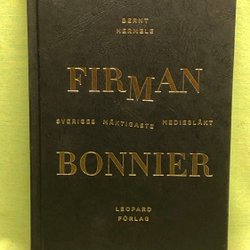 BERNT
HERMELE
FIRMAN
SVERIGES MÄKTIGASTE MEDIESLÄKT
BONNIER
LEOPARD
FÖRLAG